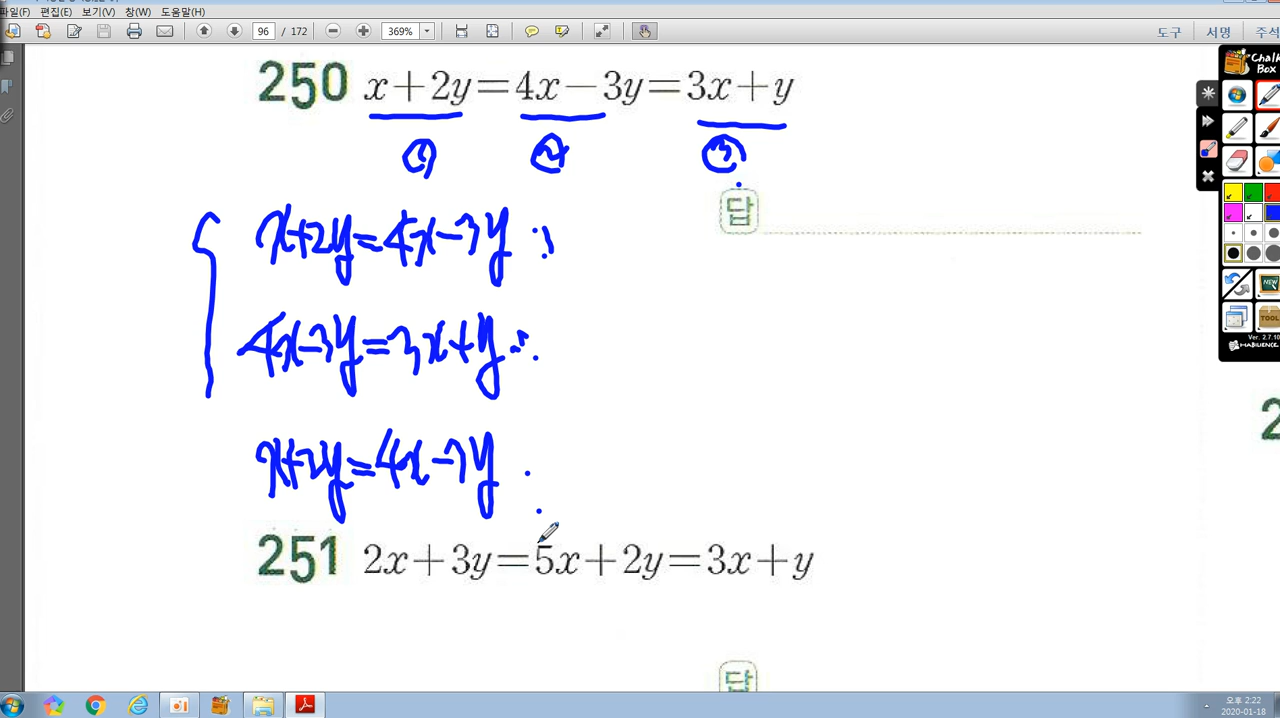 파일(F) 편집(E) 보기(V) 창(W) 도움말(H)
96 / 172 369% 도구 서명 주석
Chalk
Box
250 x+2y=4x−3y=3x+y
① ② ③
답
x+2y=4x−3y
4x−3y=3x+y
x+2y=4x−3y
251 2x+3y=5x+2y=3x+y
답
NEW
TOOL
Ver. 2.7.10
HABILIENCE
2
오후 2:22
2020-01-18